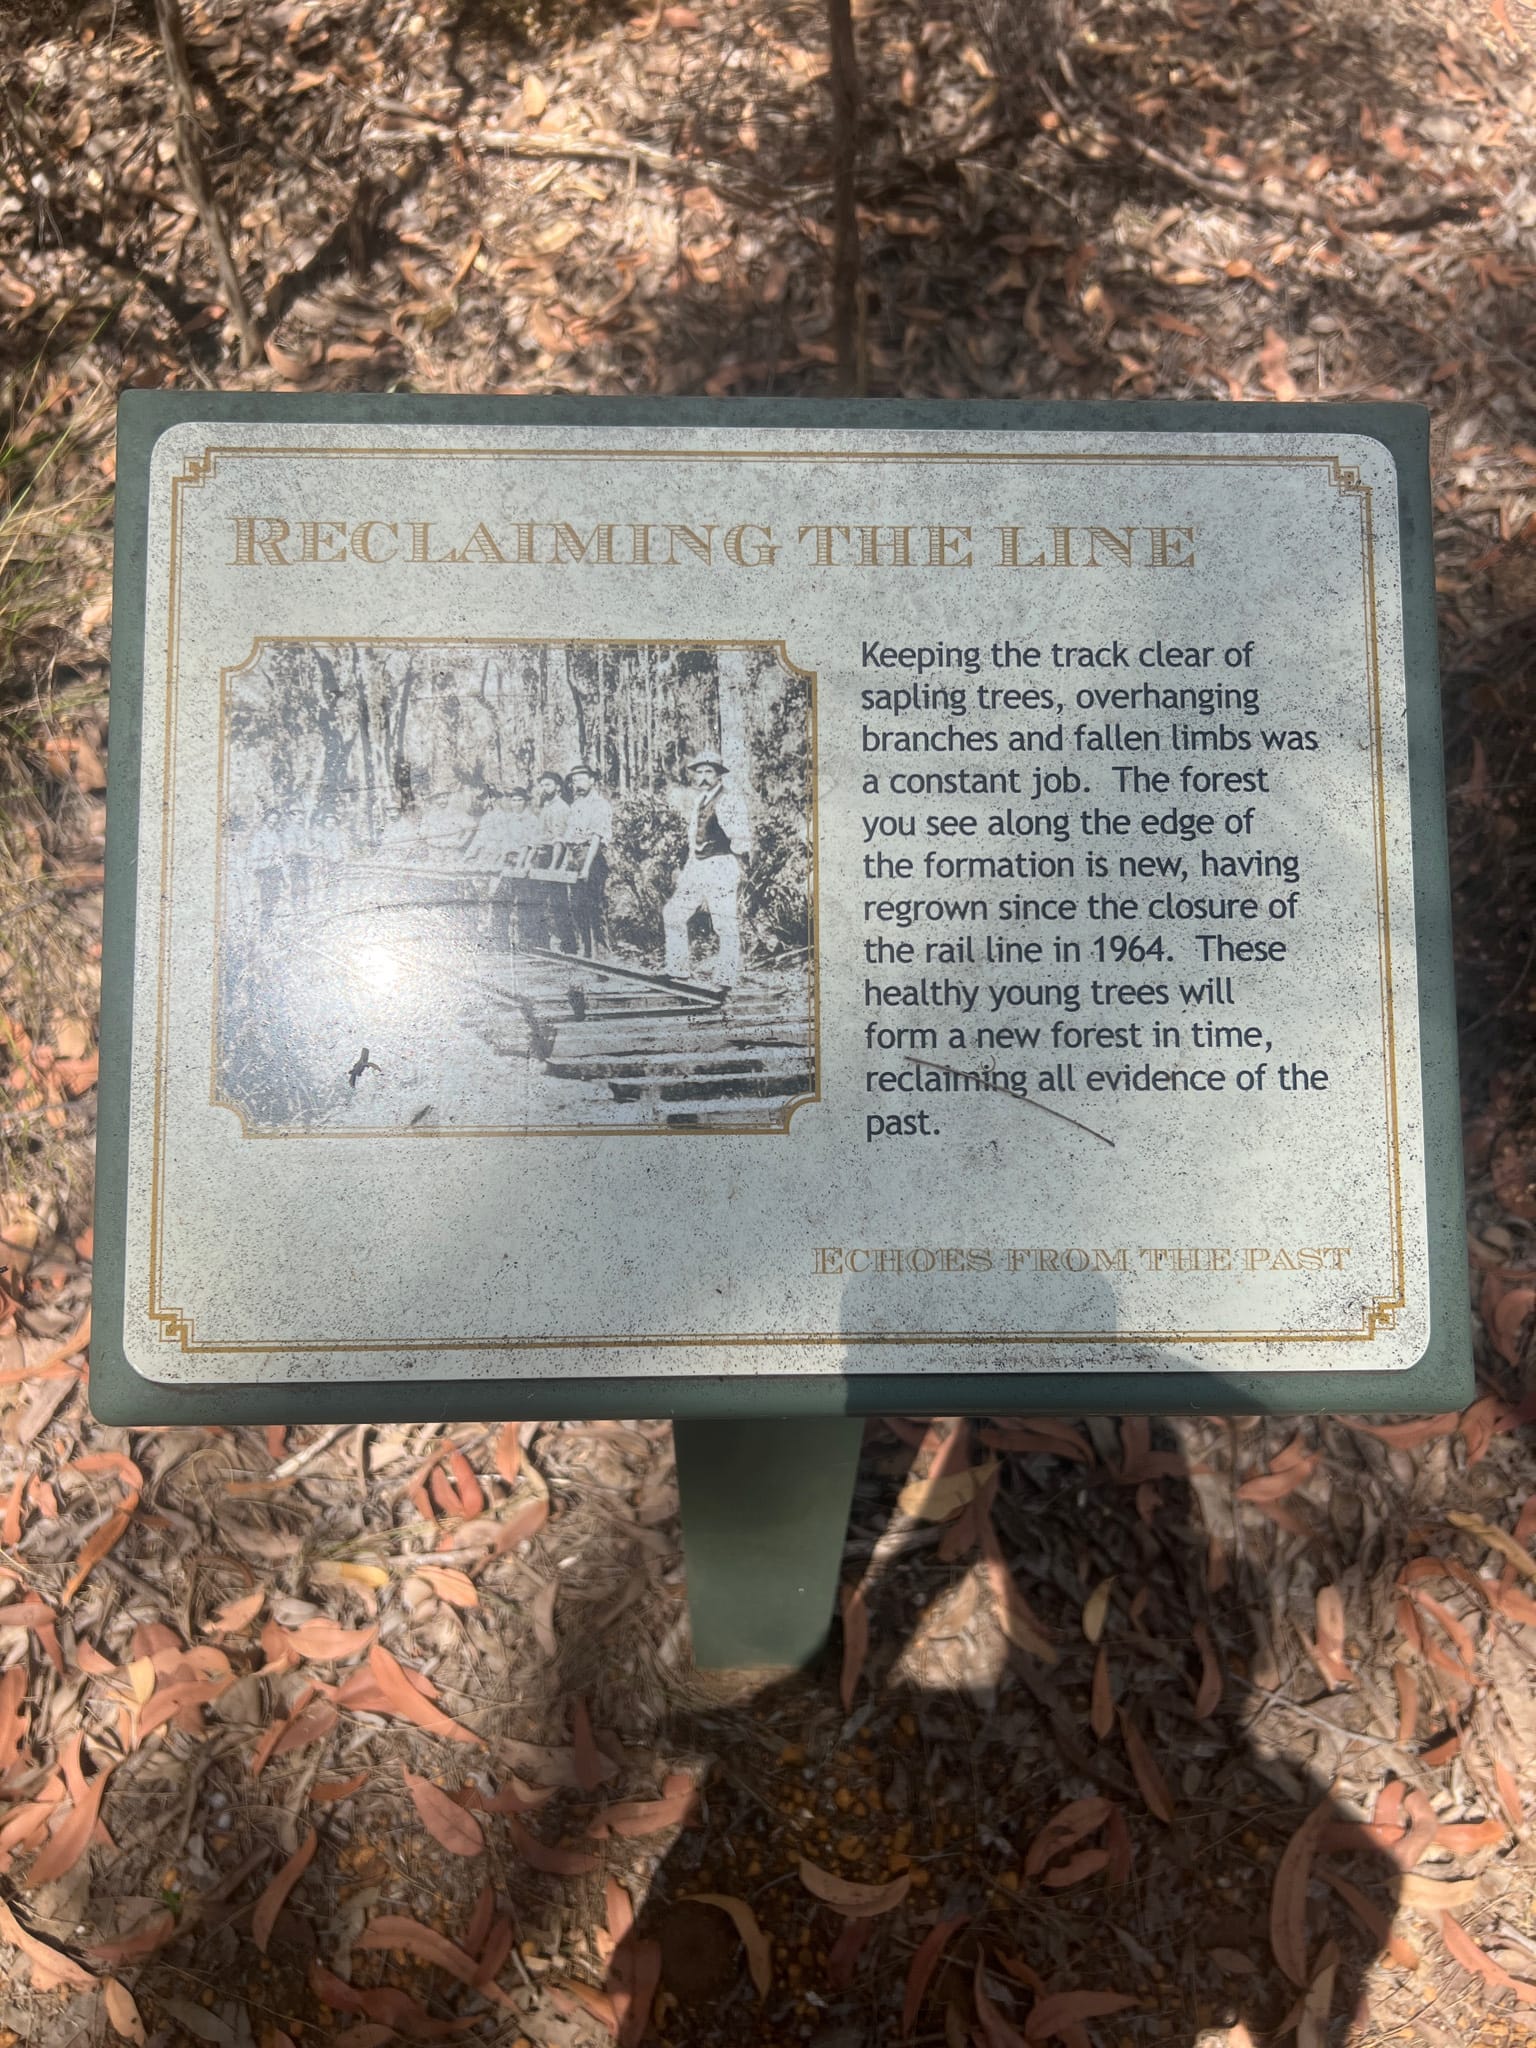 RECLAIMING THE LINE
Keeping the track clear of
sapling trees, overhanging
branches and fallen limbs was
a constant job. The forest
you see along the edge of
the formation is new, having
regrown since the closure of
the rail line in 1964. These
healthy young trees will
form a new forest in time,
reclaiming all evidence of the
past.
ECHOES FROM THE PAST